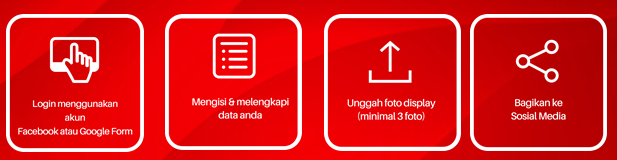 Login menggunakan
akun
Facebook atau Google Form
Mengisi & melengkapi
data anda
Unggah foto display
(minimal 3 foto)
Bagikan ke
Sosial Media